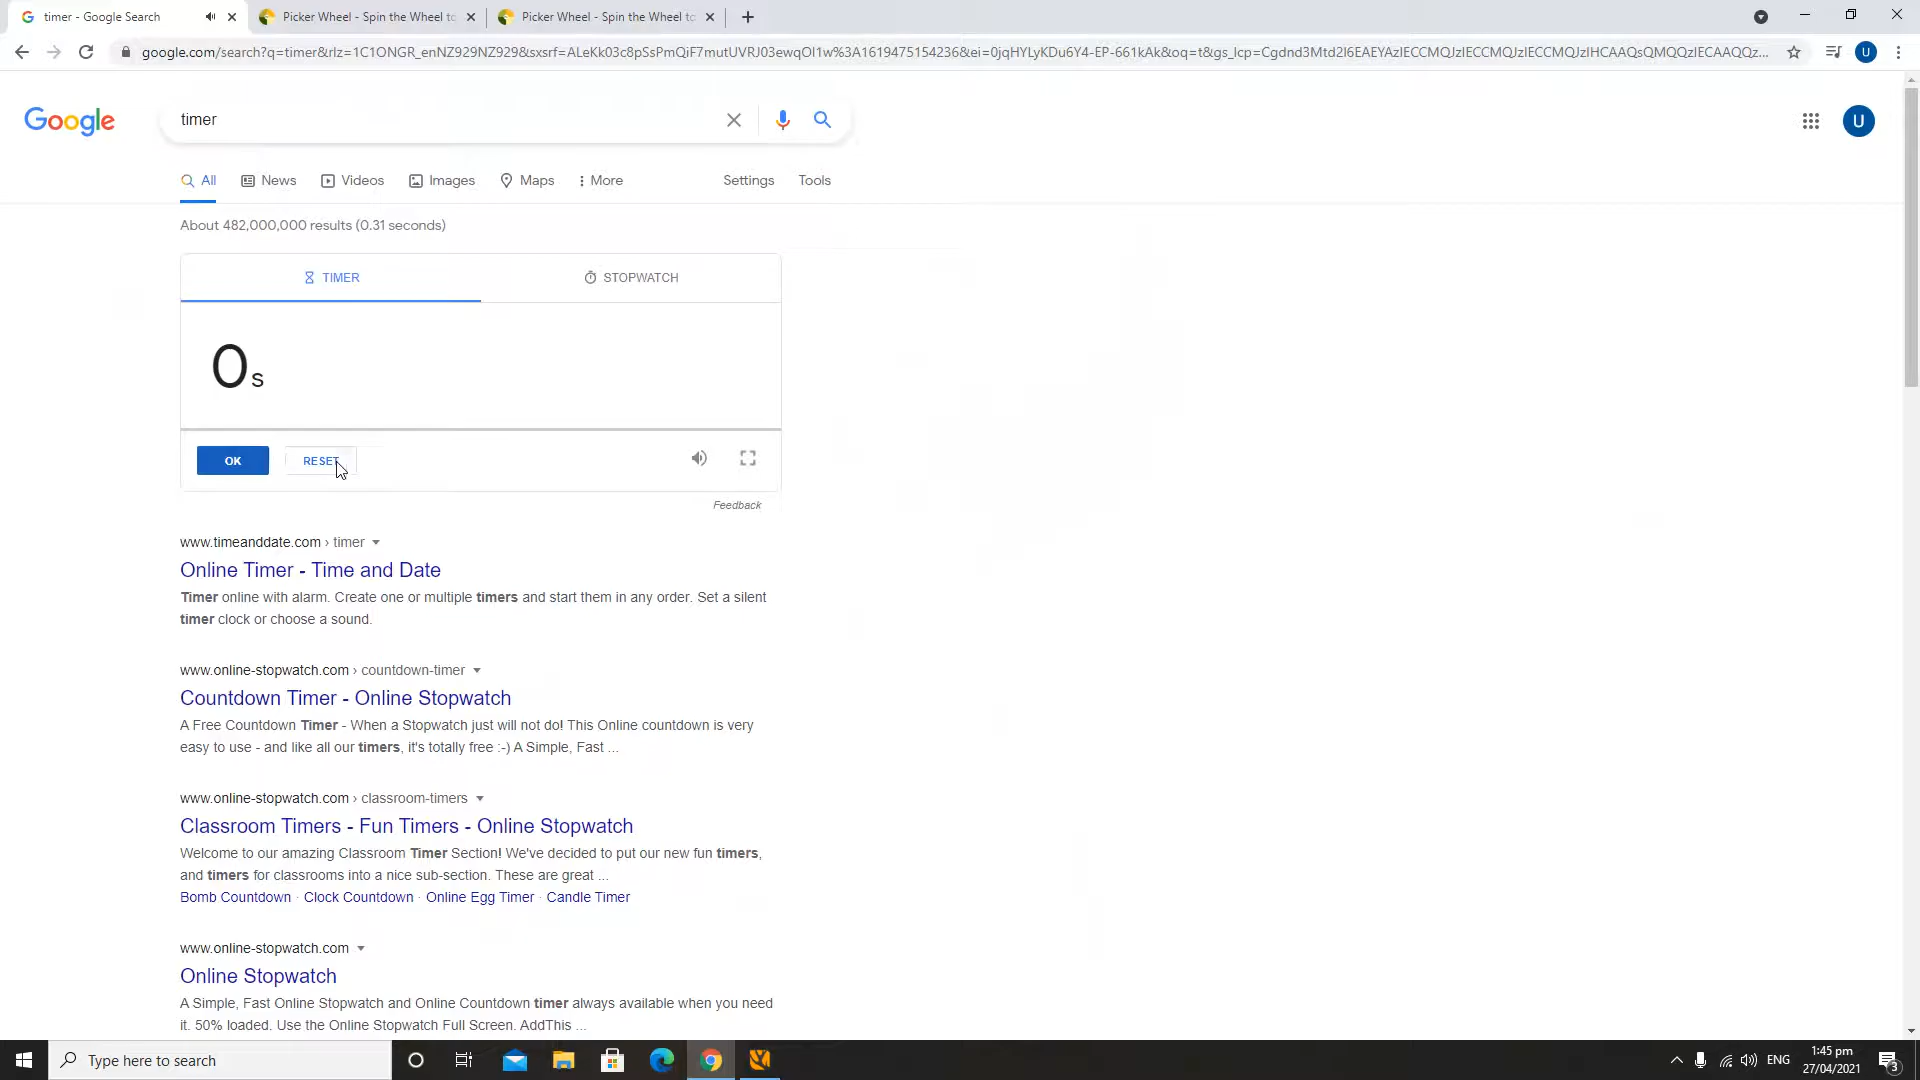 timer - Google Search
Picker Wheel - Spin the Wheel to
Picker Wheel - Spin the Wheel to
google.com/search?q=timer&rlz=1C1ONGR_enNZ929NZ929&sxsrf=ALeKk03c8pSsPmQiF7mutUVRJ03ewqOl1w%3A1619475154236&ei=0jqHYLyKDu6Y4-EP-661kAk&oq=t&gs_lcp=Cgdnd3Mtd2l6EAEYAzIECCMQJzIECCMQJzIECCMQJzIHCAAQsQMQQzIECAAQQz...
U
Google
timer
U
All
News
Videos
Images
Maps
More
Settings
Tools
About 482,000,000 results (0.31 seconds)
TIMER
STOPWATCH
0s
OK
RESET
Feedback
www.timeanddate.com › timer
Online Timer - Time and Date
Timer online with alarm. Create one or multiple timers and start them in any order. Set a silent
timer clock or choose a sound.
www.online-stopwatch.com › countdown-timer
Countdown Timer - Online Stopwatch
A Free Countdown Timer - When a Stopwatch just will not do! This Online countdown is very
easy to use - and like all our timers, it's totally free :-) A Simple, Fast ...
www.online-stopwatch.com › classroom-timers
Classroom Timers - Fun Timers - Online Stopwatch
Welcome to our amazing Classroom Timer Section! We've decided to put our new fun timers,
and timers for classrooms into a nice sub-section. These are great ...
Bomb Countdown · Clock Countdown · Online Egg Timer · Candle Timer
www.online-stopwatch.com
Online Stopwatch
A Simple, Fast Online Stopwatch and Online Countdown timer always available when you need
it. 50% loaded. Use the Online Stopwatch Full Screen. AddThis ...
Type here to search
ENG
1:45 pm
27/04/2021
3